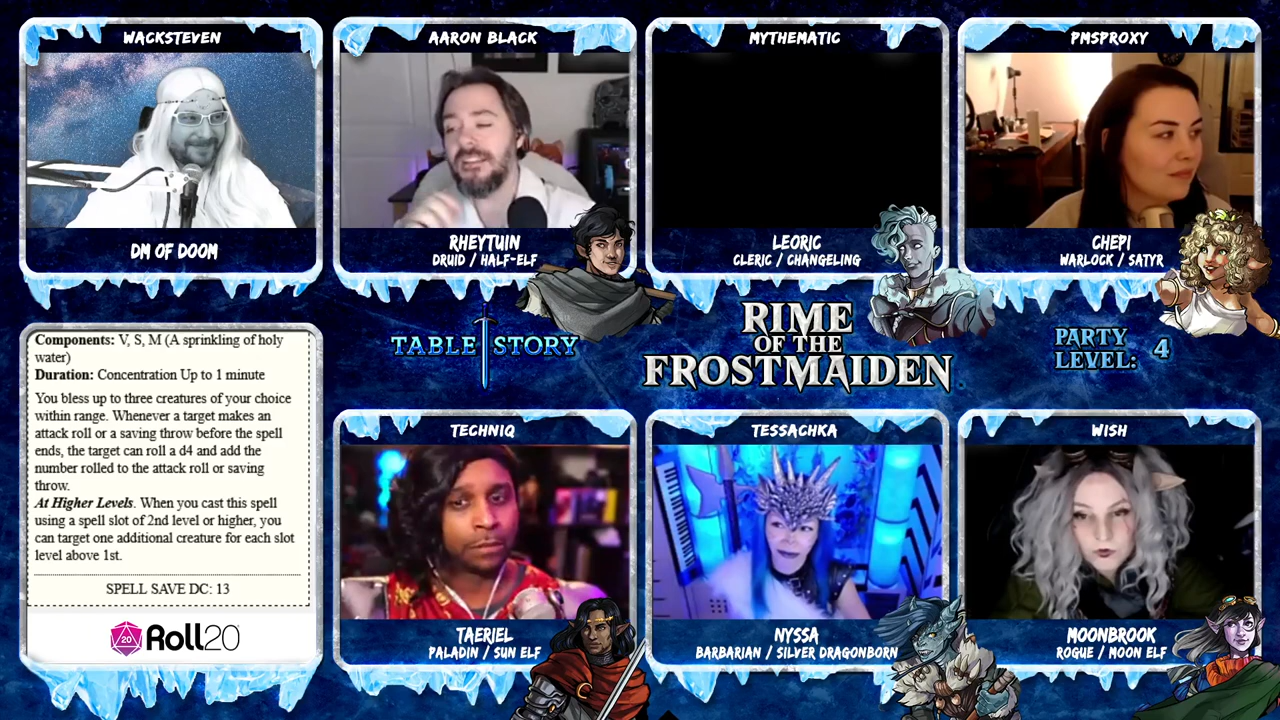 WACKSTEVEN
DM OF DOOM
AARON BLACK
RHEYTUIN
DRUID / HALF-ELF
MYTHEMATIC
LEORIC
CLERIC / CHANGELING
PMSPROXY
CHEPI
WARLOCK / SATYR
TABLE STORY
RIME
OF THE
FROSTMAIDEN
PARTY
LEVEL: 4
Components: V, S, M (A sprinkling of holy
water)
Duration: Concentration Up to 1 minute
You bless up to three creatures of your choice
within range. Whenever a target makes an
attack roll or a saving throw before the spell
ends, the target can roll a d4 and add the
number rolled to the attack roll or saving
throw.
At Higher Levels. When you cast this spell
using a spell slot of 2nd level or higher, you
can target one additional creature for each slot
level above 1st.
SPELL SAVE DC: 13
20 Roll20
TECHNIQ
TAERIEL
PALADIN / SUN ELF
TESSACHKA
NYSSA
BARBARIAN / SILVER DRAGONBORN
WISH
MOONBROOK
ROGUE / MOON ELF